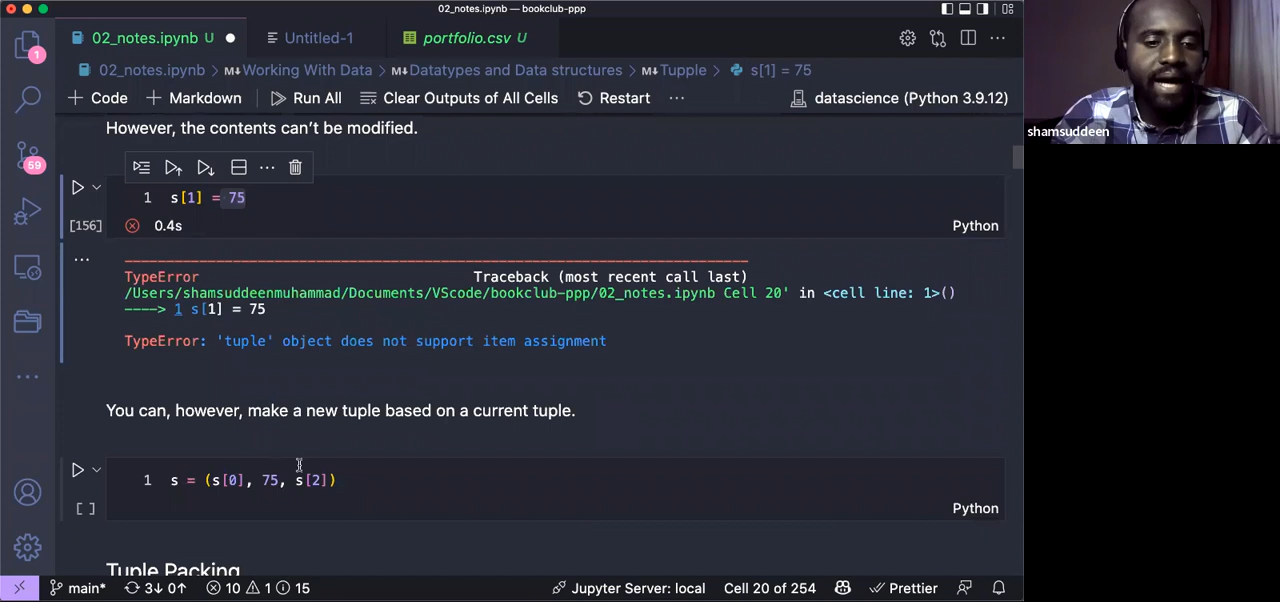 02_notes.ipynb — bookclub-ppp
02_notes.ipynb U Untitled-1 portfolio.csv U
02_notes.ipynb > M↓Working With Data > M↓Datatypes and Data structures > M↓Tupple > s[1] = 75
+ Code + Markdown Run All Clear Outputs of All Cells Restart ... datascience (Python 3.9.12)
shamsuddeen
1
However, the contents can’t be modified.
59
1 s[1] = 75
[156] 0.4s Python
...
TypeError Traceback (most recent call last)
/Users/shamsuddeenmuhammad/Documents/VScode/bookclub-ppp/02_notes.ipynb Cell 20' in <cell line: 1>()
----> 1 s[1] = 75
TypeError: 'tuple' object does not support item assignment
You can, however, make a new tuple based on a current tuple.
1 s = (s[0], 75, s[2])
[ ] Python
Tuple Packing
main* 3↓ 0↑ 10 1 15 Jupyter Server: local Cell 20 of 254 Prettier